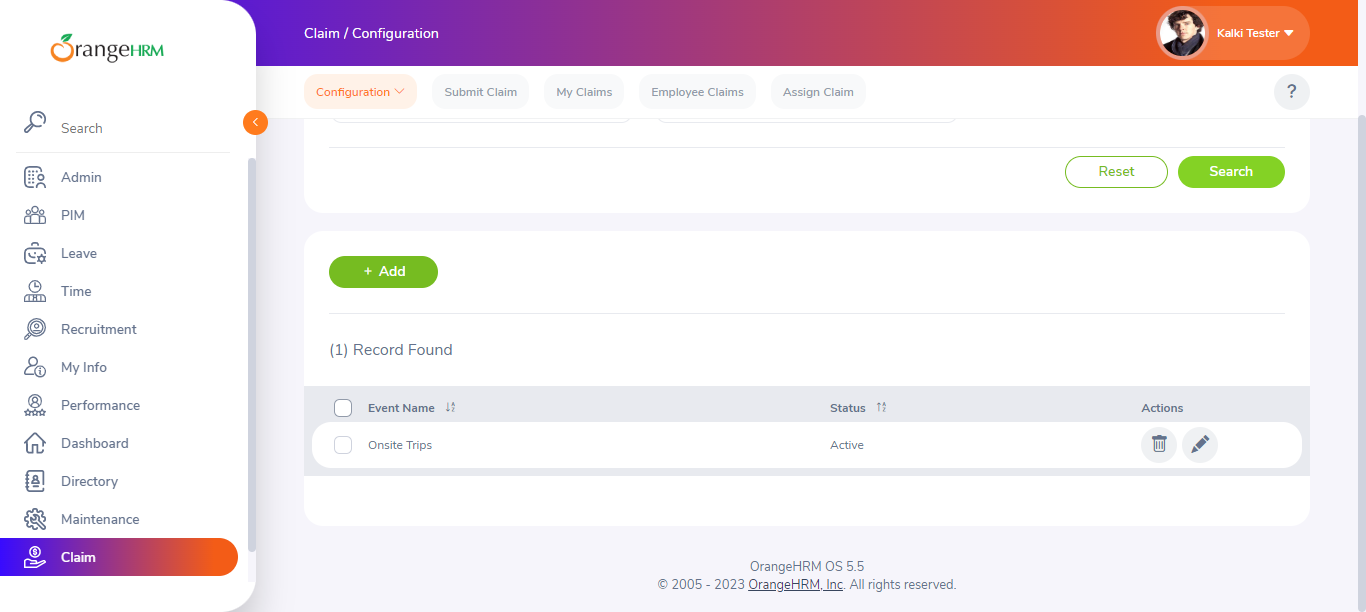 OrangeHRM
Search
Admin
PIM
Leave
Time
Recruitment
My Info
Performance
Dashboard
Directory
Maintenance
Claim
Claim / Configuration
Kalki Tester
Configuration
Submit Claim
My Claims
Employee Claims
Assign Claim
?
Reset
Search
+ Add
(1) Record Found
Event Name
Status
Actions
Onsite Trips
Active
OrangeHRM OS 5.5
© 2005 - 2023 OrangeHRM, Inc. All rights reserved.